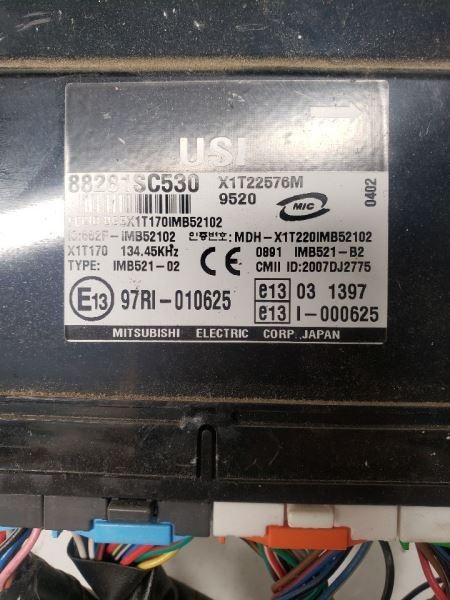 USI
88281SC530 X1T22576M
9520 MIC 0402
X1T170IMB52102
IMB52102 인증번호: MDH-X1T220IMB52102
X1T170 134.45KHz CE 0891 IMB521-B2
TYPE: IMB521-02 CMII ID:2007DJ2775
E13 97RI-010625 e13 03 1397
e13 I-000625
MITSUBISHI ELECTRIC CORP. JAPAN